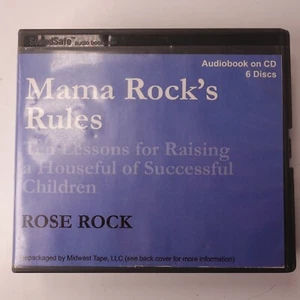 Audiobook on CD
6 Discs
Mama Rock's
Rules
Ten Lessons for Raising
a Houseful of Successful
Children
ROSE ROCK
repackaged by Midwest Tape, LLC (see back cover for more information)